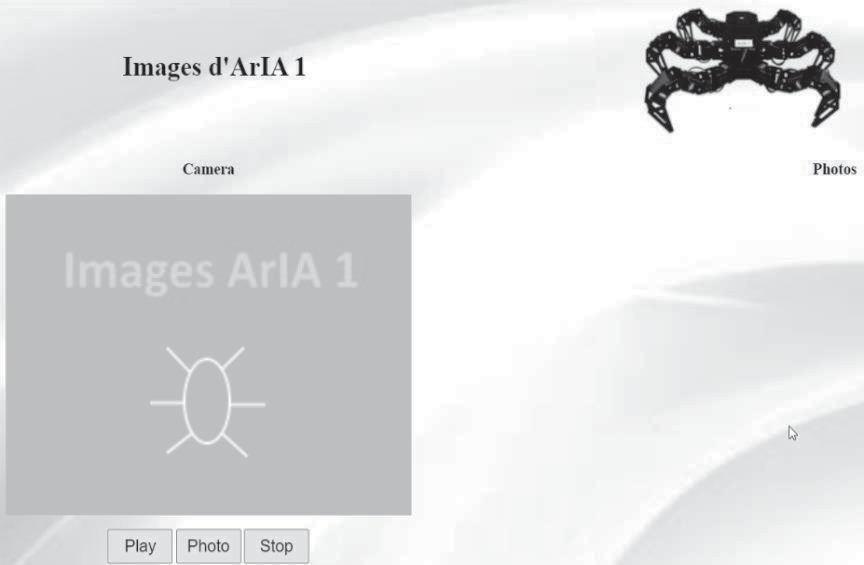 Images d'ArIA 1
Camera
Photos
Images ArIA 1
Play
Photo
Stop